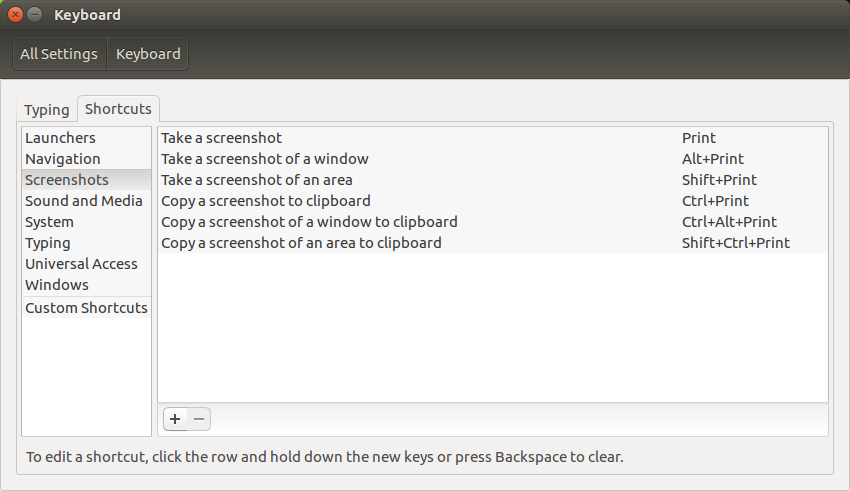 Keyboard
All Settings Keyboard
Typing Shortcuts
Launchers
Navigation
Screenshots
Sound and Media
System
Typing
Universal Access
Windows
Custom Shortcuts
Take a screenshot Print
Take a screenshot of a window Alt+Print
Take a screenshot of an area Shift+Print
Copy a screenshot to clipboard Ctrl+Print
Copy a screenshot of a window to clipboard Ctrl+Alt+Print
Copy a screenshot of an area to clipboard Shift+Ctrl+Print
To edit a shortcut, click the row and hold down the new keys or press Backspace to clear.